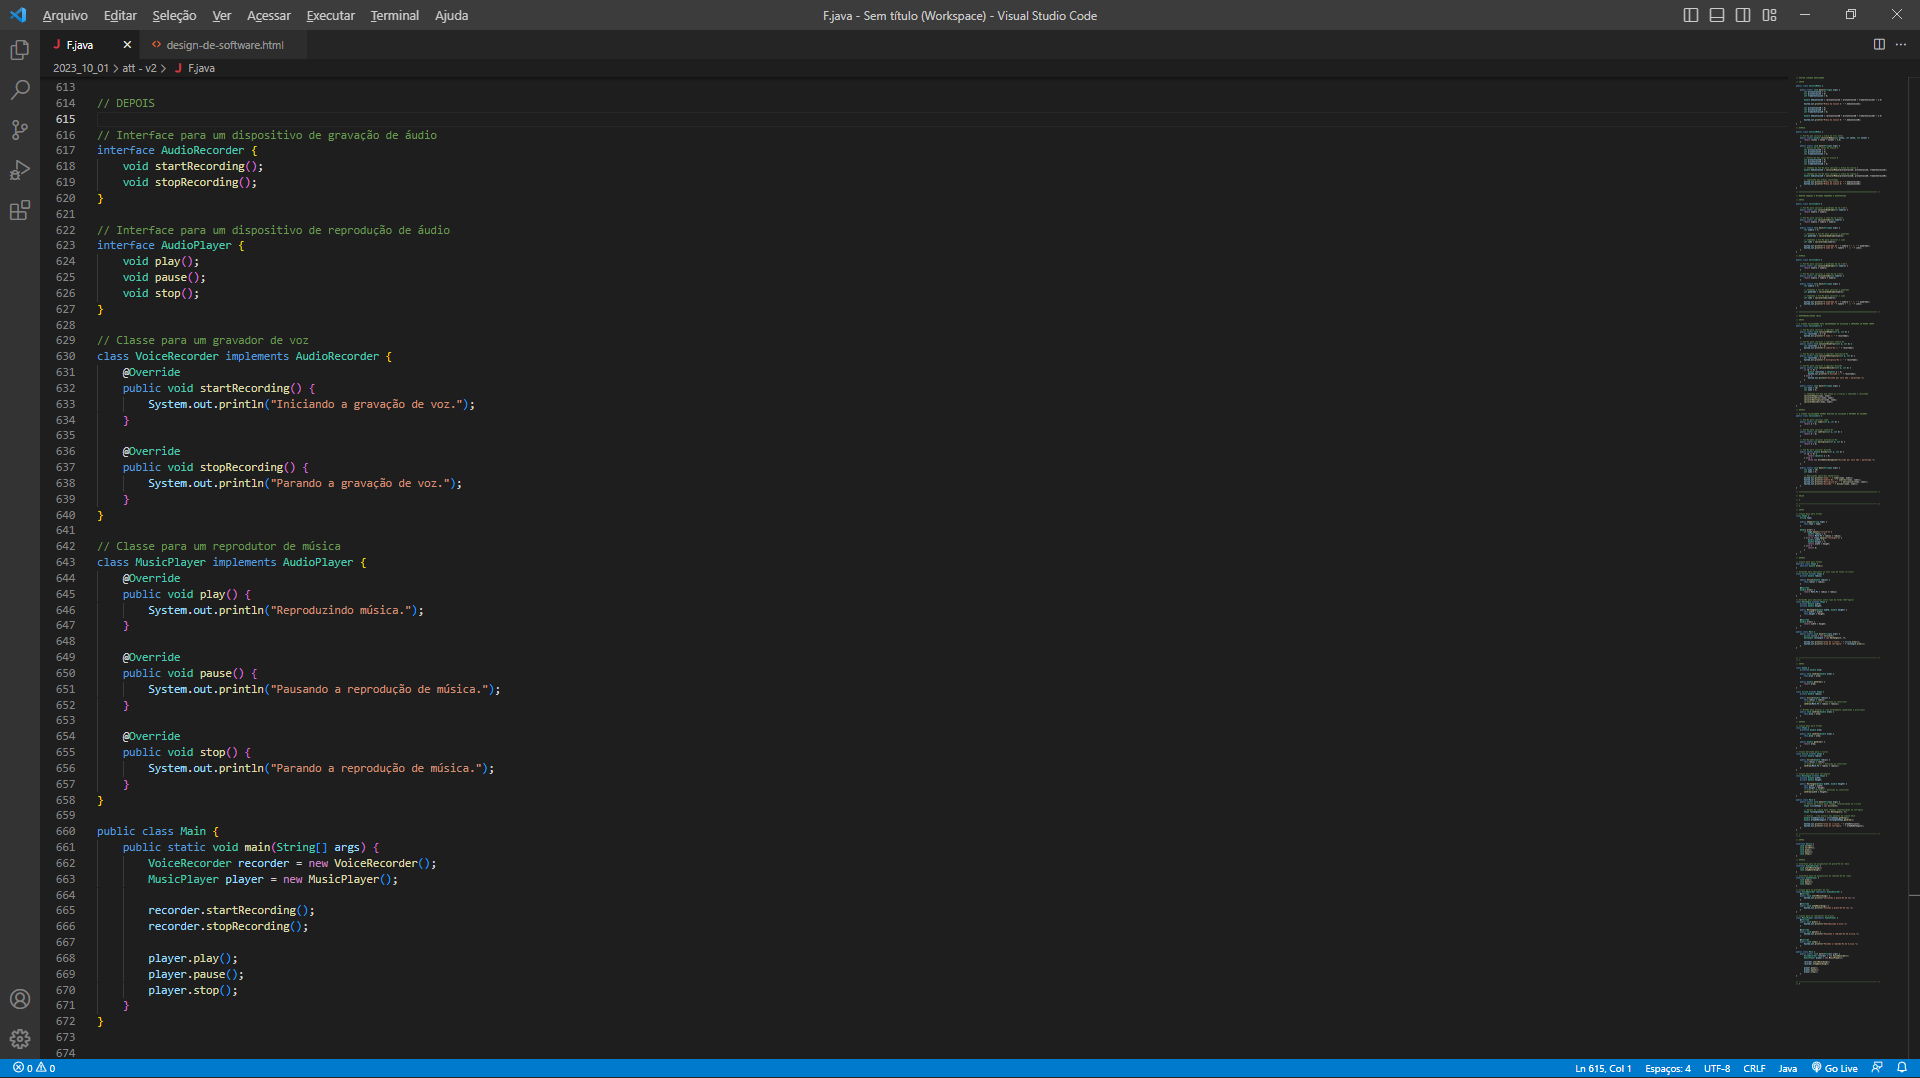 Arquivo Editar Seleção Ver Acessar Executar Terminal Ajuda F.java - Sem título (Workspace) - Visual Studio Code
F.java design-de-software.html
2023_10_01 > att - v2 > F.java
613
614 // DEPOIS
615
616 // Interface para um dispositivo de gravação de áudio
617 interface AudioRecorder {
618     void startRecording();
619     void stopRecording();
620 }
621
622 // Interface para um dispositivo de reprodução de áudio
623 interface AudioPlayer {
624     void play();
625     void pause();
626     void stop();
627 }
628
629 // Classe para um gravador de voz
630 class VoiceRecorder implements AudioRecorder {
631     @Override
632     public void startRecording() {
633         System.out.println("Iniciando a gravação de voz.");
634     }
635
636     @Override
637     public void stopRecording() {
638         System.out.println("Parando a gravação de voz.");
639     }
640 }
641
642 // Classe para um reprodutor de música
643 class MusicPlayer implements AudioPlayer {
644     @Override
645     public void play() {
646         System.out.println("Reproduzindo música.");
647     }
648
649     @Override
650     public void pause() {
651         System.out.println("Pausando a reprodução de música.");
652     }
653
654     @Override
655     public void stop() {
656         System.out.println("Parando a reprodução de música.");
657     }
658 }
659
660 public class Main {
661     public static void main(String[] args) {
662         VoiceRecorder recorder = new VoiceRecorder();
663         MusicPlayer player = new MusicPlayer();
664
665         recorder.startRecording();
666         recorder.stopRecording();
667
668         player.play();
669         player.pause();
670         player.stop();
671     }
672 }
673
674
0 0 Ln 615, Col 1 Espaços: 4 UTF-8 CRLF Java Go Live